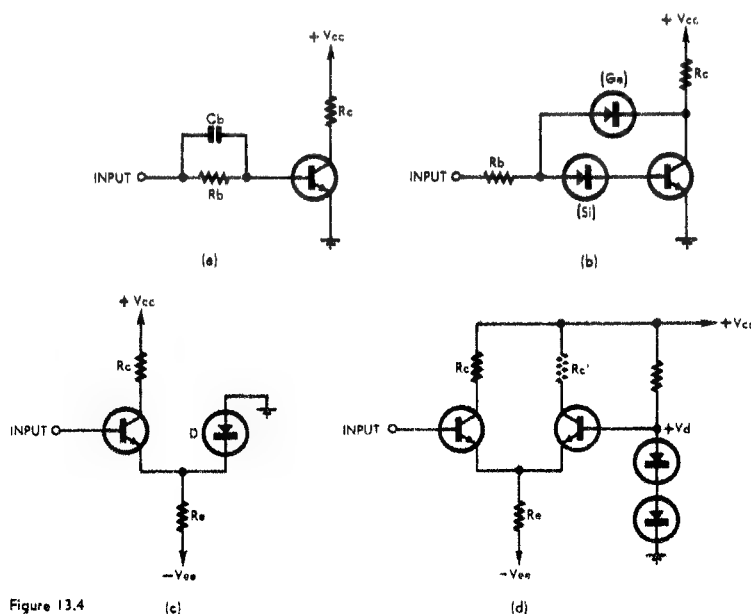 + Vcc
Rc
Cb
INPUT
Rb
(a)
+ Vcc
Rc
(Ge)
Rb
INPUT
(Si)
(b)
+ Vcc
Rc
INPUT
D
Re
-Vee
(c)
+Vcc
Rc
Rc'
INPUT
+Vd
Re
-Vee
(d)
Figure 13.4